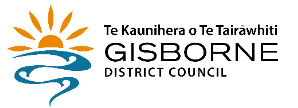 Te Kaunihera o Te Tairāwhiti
GISBORNE
DISTRICT COUNCIL